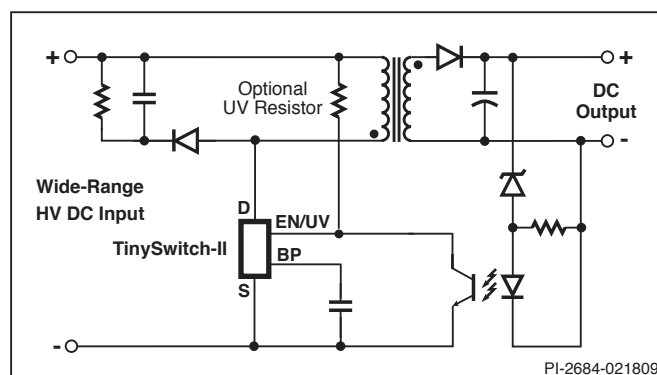 +
+
Optional
UV Resistor
DC
Output
-
Wide-Range
HV DC Input
D
EN/UV
TinySwitch-II
BP
S
-
PI-2684-021809